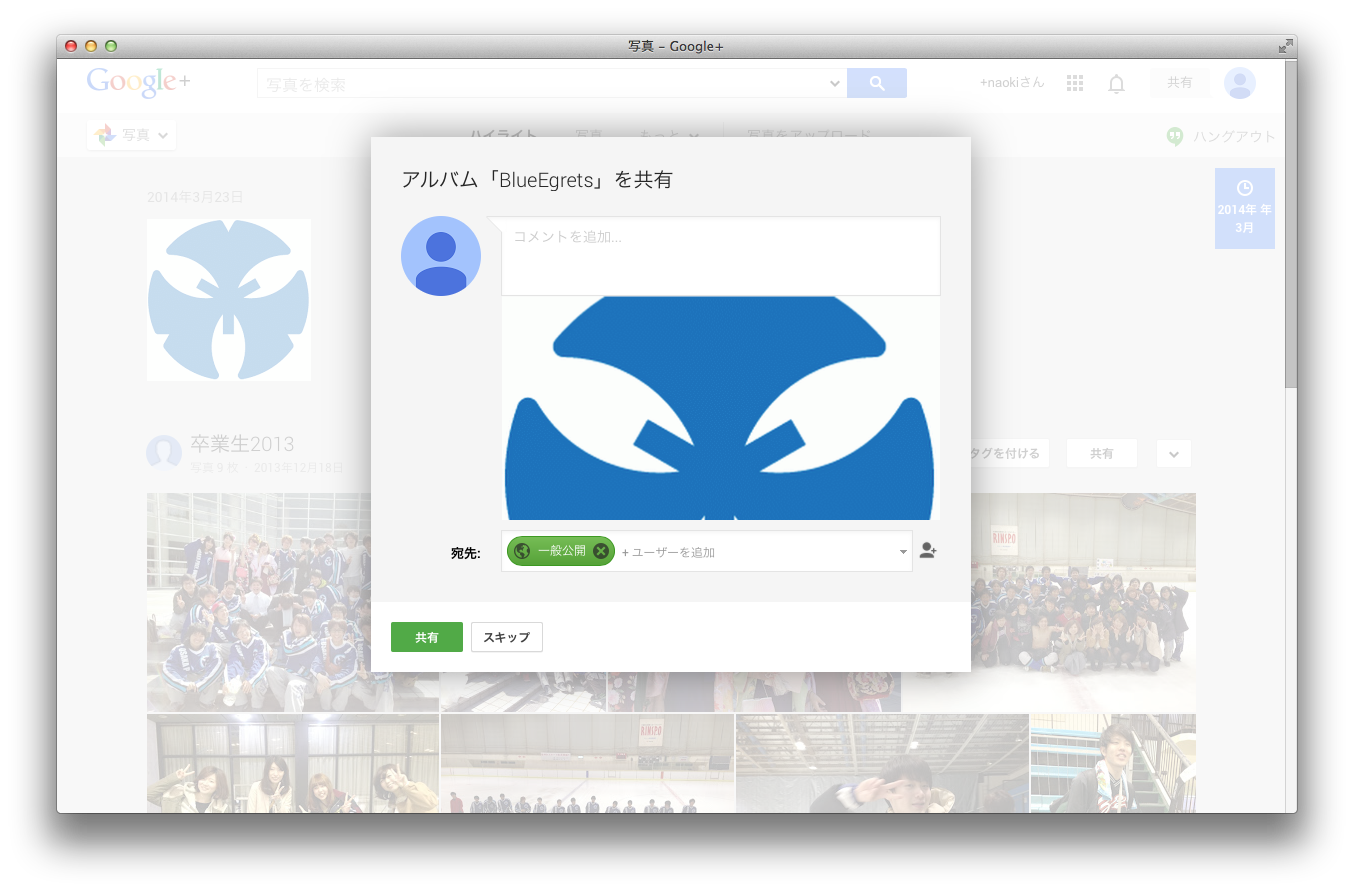 写真 – Google+
Google+
写真を検索
+naokiさん
共有
写真
ハイライト 写真 もっと 写真をアップロード
ハングアウト
2014年3月23日
2014年 年
3月
アルバム「BlueEgrets」を共有
コメントを追加...
卒業生2013
写真 9 枚 2013年12月18日
タグを付ける
共有
RINSPO
宛先:
一般公開
+ ユーザーを追加
共有
スキップ
RINSPO